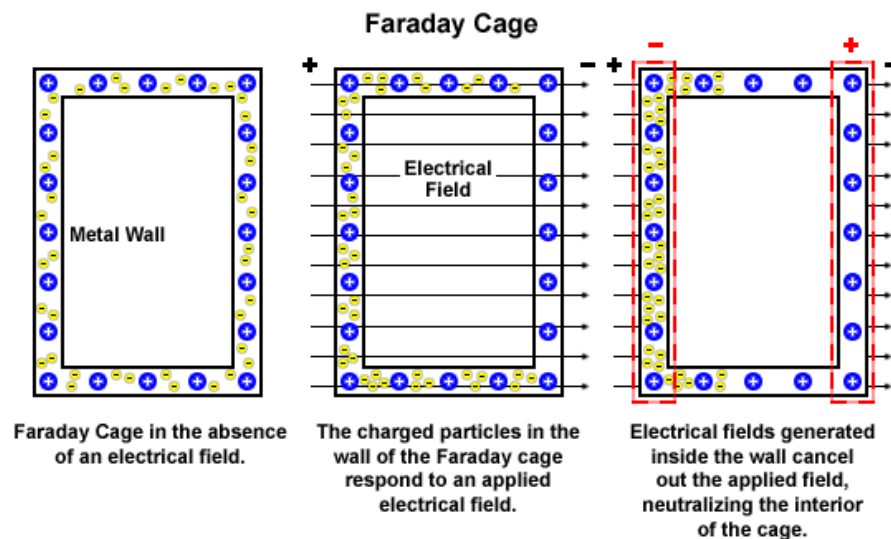 Faraday Cage
Metal Wall
Electrical
Field
Faraday Cage in the absence
of an electrical field.
The charged particles in the
wall of the Faraday cage
respond to an applied
electrical field.
Electrical fields generated
inside the wall cancel
out the applied field,
neutralizing the interior
of the cage.